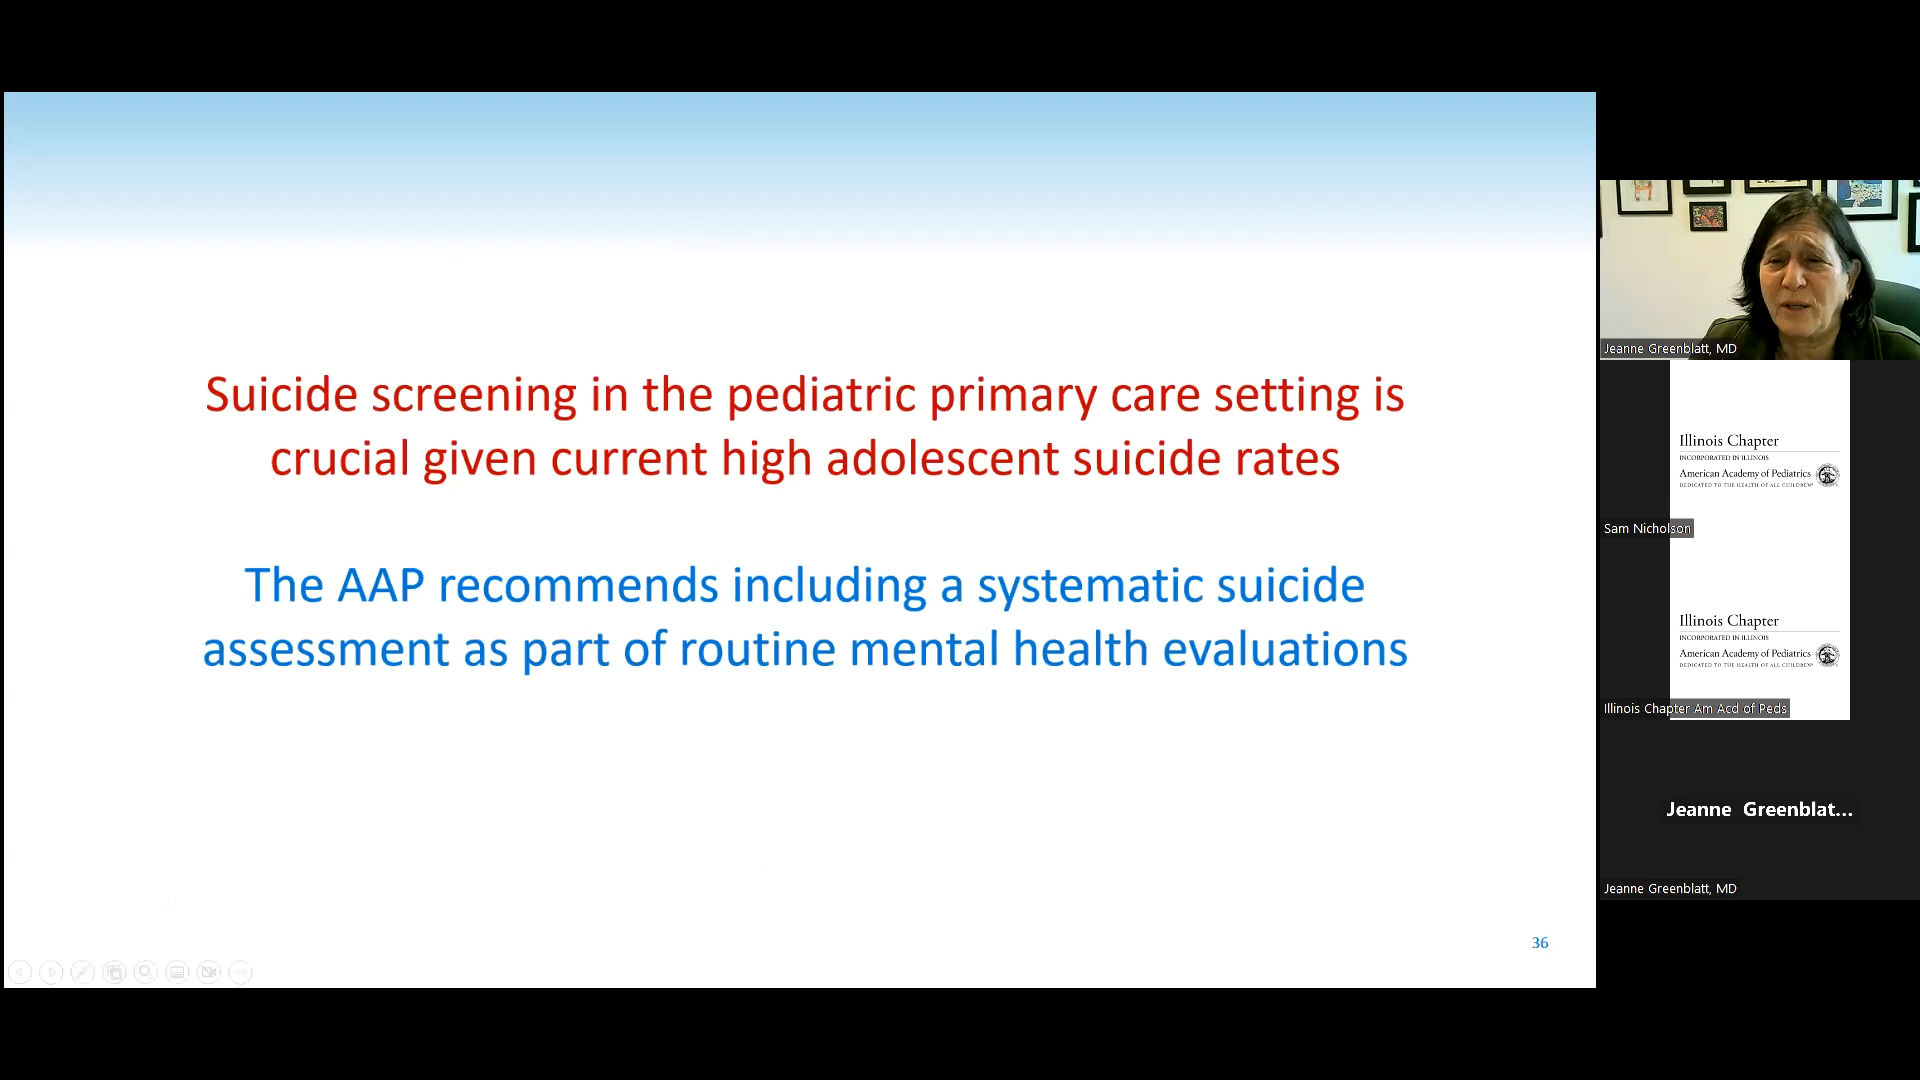 Suicide screening in the pediatric primary care setting is
crucial given current high adolescent suicide rates
The AAP recommends including a systematic suicide
assessment as part of routine mental health evaluations
36
Jeanne Greenblatt, MD
Illinois Chapter
INCORPORATED IN ILLINOIS
American Academy of Pediatrics
DEDICATED TO THE HEALTH OF ALL CHILDREN®
Sam Nicholson
Illinois Chapter
INCORPORATED IN ILLINOIS
American Academy of Pediatrics
DEDICATED TO THE HEALTH OF ALL CHILDREN®
Illinois Chapter Am Acd of Peds
Jeanne Greenblat...
Jeanne Greenblatt, MD